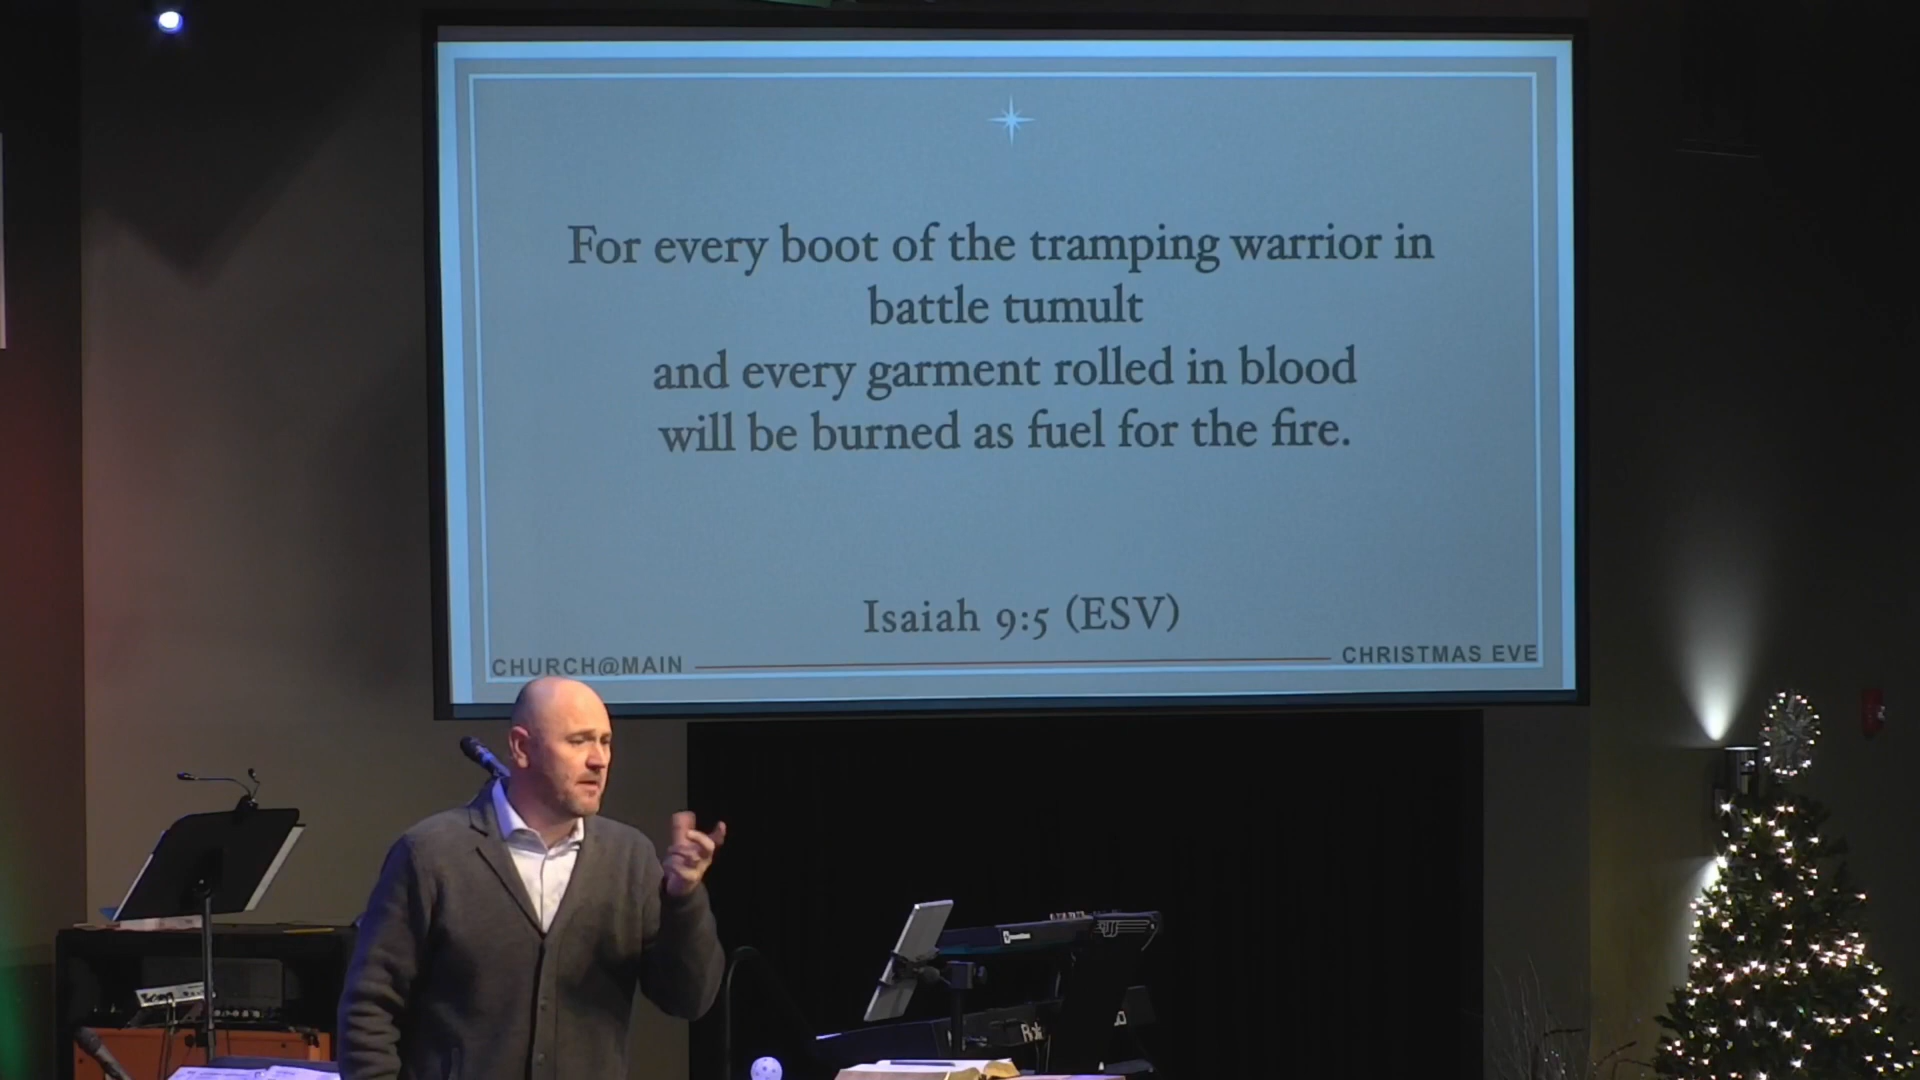 For every boot of the tramping warrior in
battle tumult
and every garment rolled in blood
will be burned as fuel for the fire.
Isaiah 9:5 (ESV)
CHURCH@MAIN
CHRISTMAS EVE